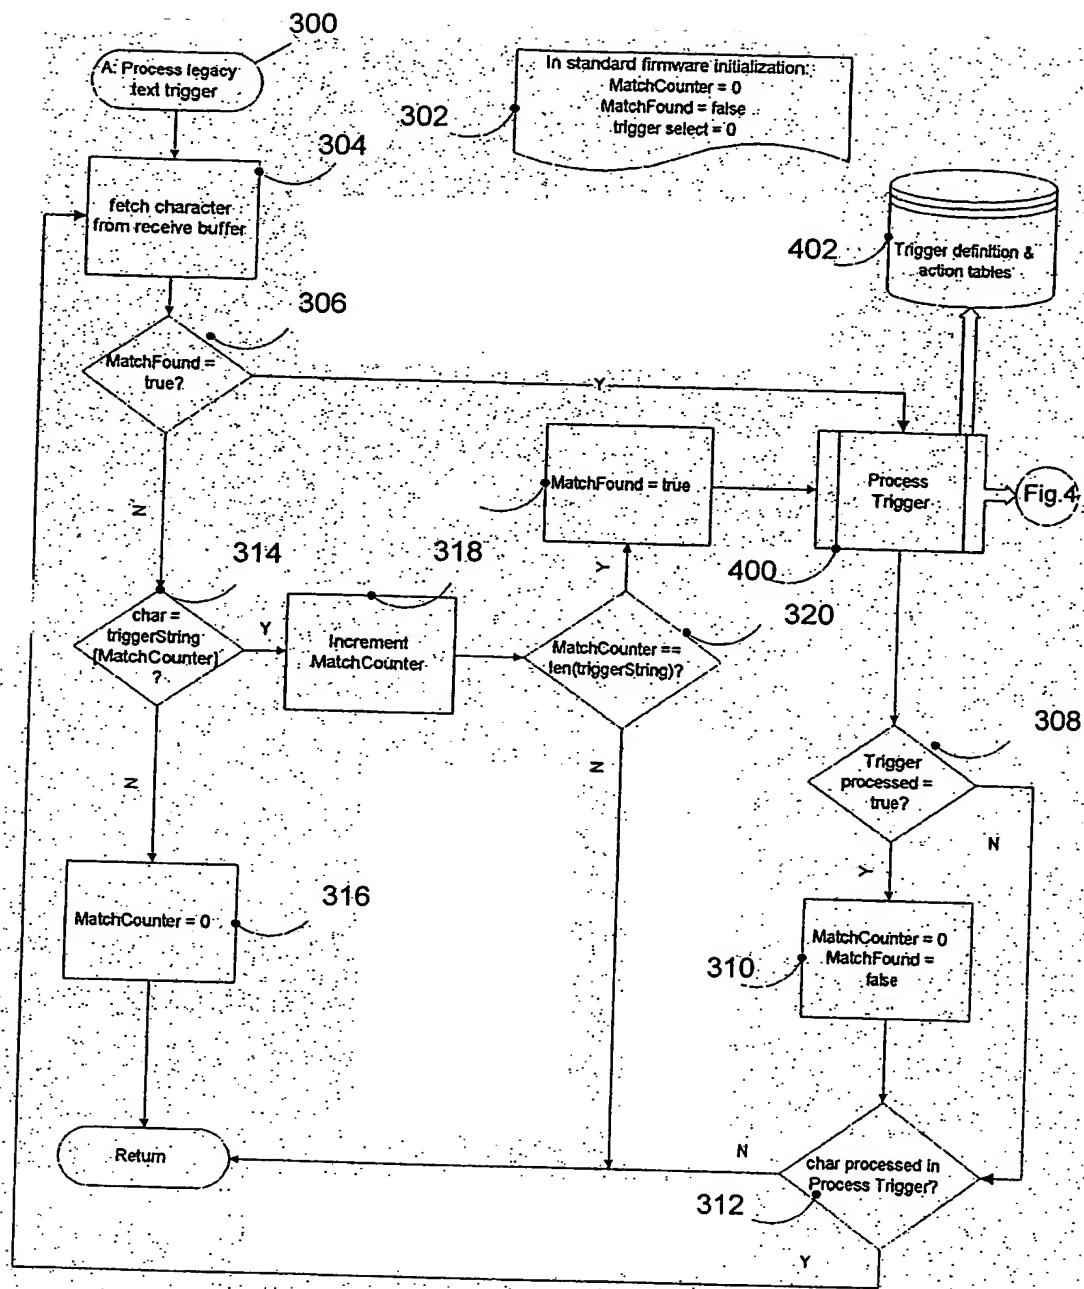 300
A: Process legacy
text trigger
In standard firmware initialization:
MatchCounter = 0
MatchFound = false
trigger select = 0
302
304
fetch character
from receive buffer
402
Trigger definition &
action tables
306
MatchFound =
true?
Y
N
MatchFound = true
Process
Trigger
Fig.4
400
314
char =
triggerString
[MatchCounter]
?
Y
318
Increment
MatchCounter
Y
320
MatchCounter ==
len(triggerString)?
N
N
308
Trigger
processed =
true?
N
Y
316
MatchCounter = 0
310
MatchCounter = 0
MatchFound =
false
Return
N
char processed in
Process Trigger?
312
Y